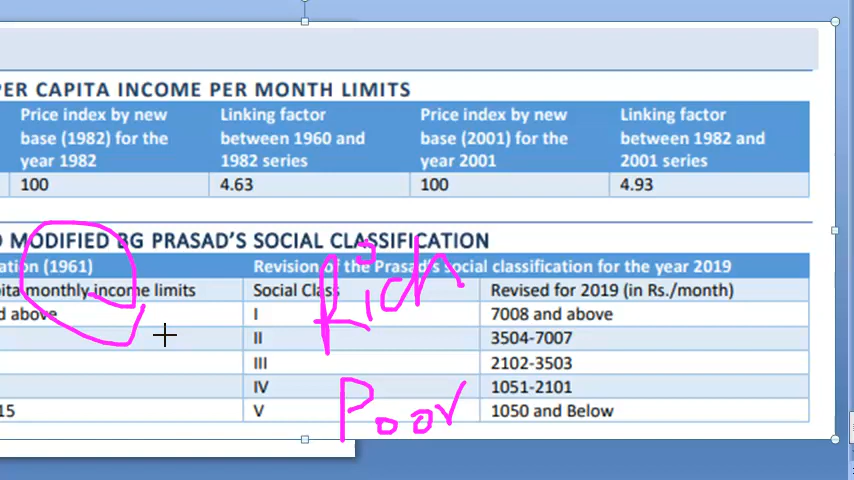 PER CAPITA INCOME PER MONTH LIMITS
Price index by new base (1982) for the year 1982 Linking factor between 1960 and 1982 series Price index by new base (2001) for the year 2001 Linking factor between 1982 and 2001 series
100 4.63 100 4.93
D MODIFIED BG PRASAD'S SOCIAL CLASSIFICATION
ation (1961) Revision of the Prasad's social classification for the year 2019
pita monthly income limits Social Class Revised for 2019 (in Rs./month)
d above I 7008 and above
Rich
II 3504-7007
III 2102-3503
IV 1051-2101
Poor
15 V 1050 and Below